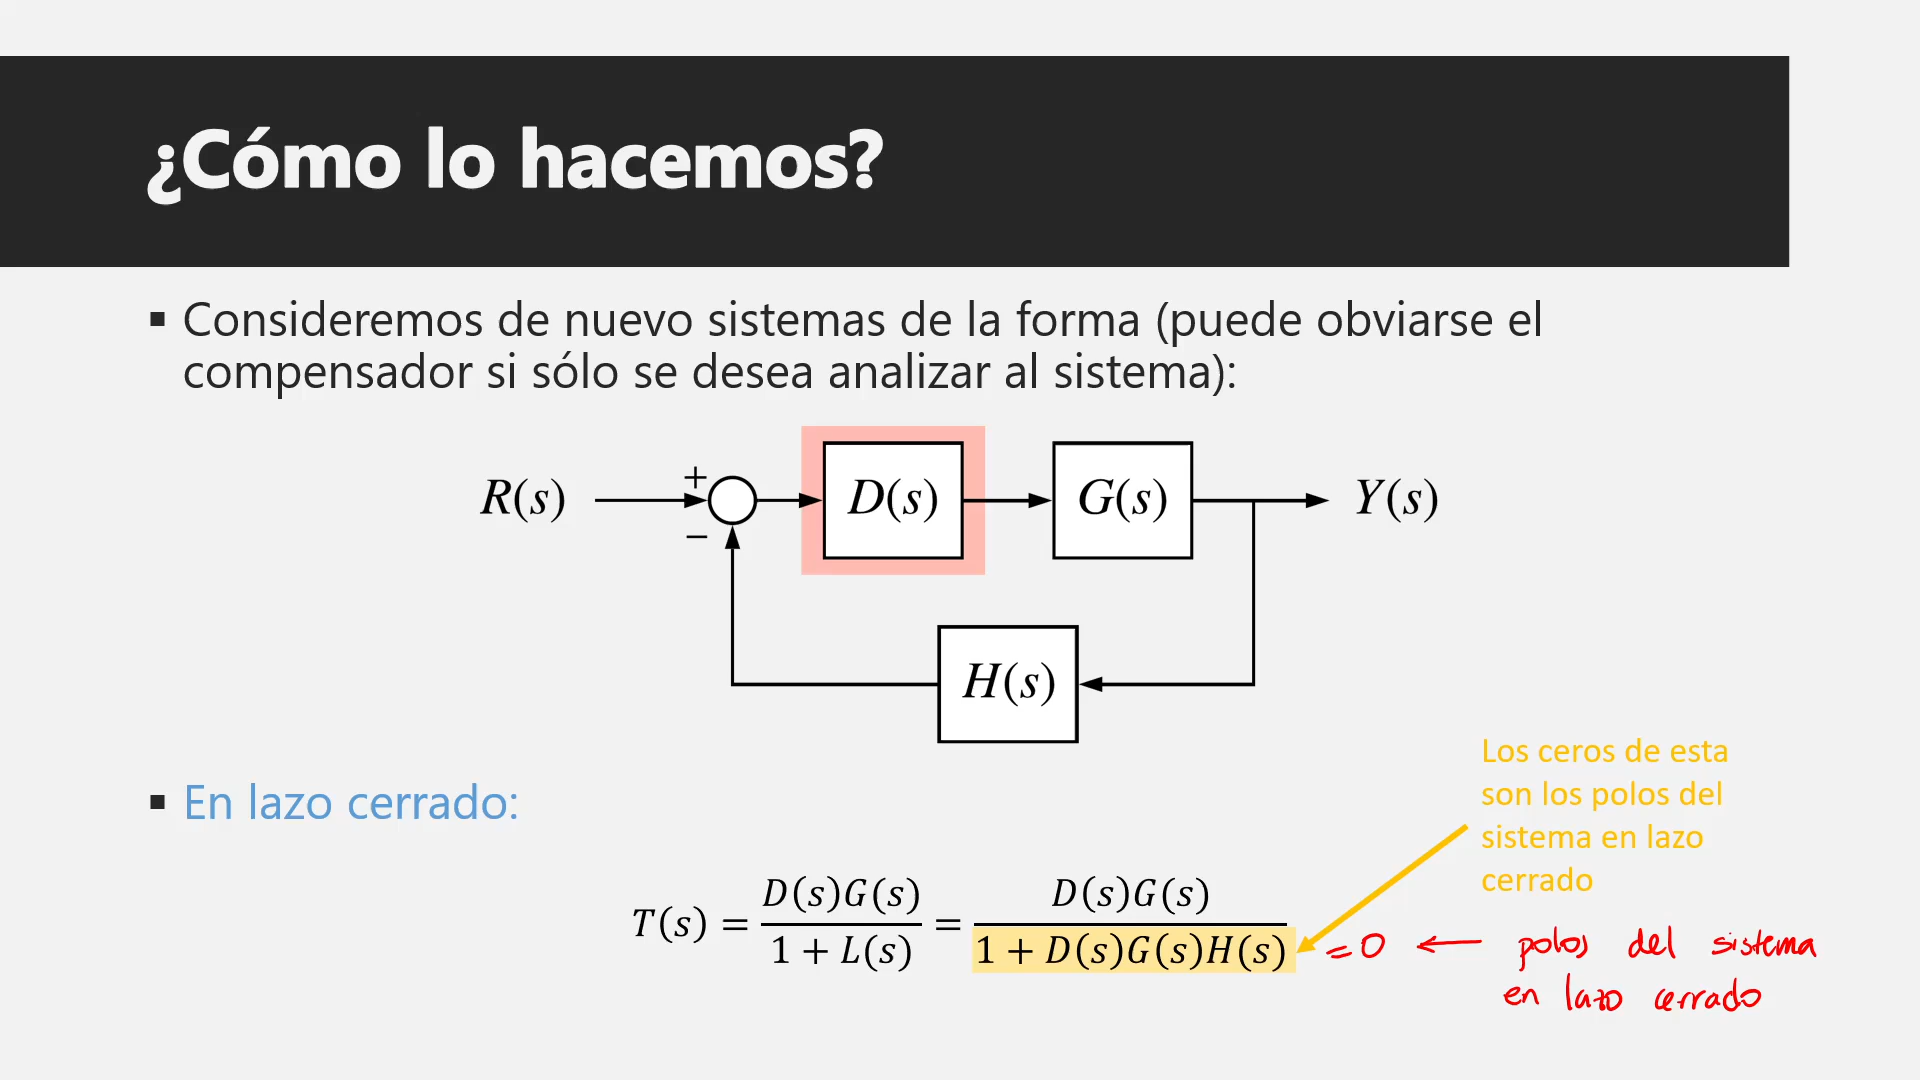 ¿Cómo lo hacemos?
▪ Consideremos de nuevo sistemas de la forma (puede obviarse el
compensador si sólo se desea analizar al sistema):
R(s) + − D(s) G(s) Y(s)
H(s)
Los ceros de esta
son los polos del
sistema en lazo
cerrado
▪ En lazo cerrado:
T(s) = D(s)G(s) / 1 + L(s) = D(s)G(s) / 1 + D(s)G(s)H(s) = 0 ← polos del sistema
en lazo cerrado